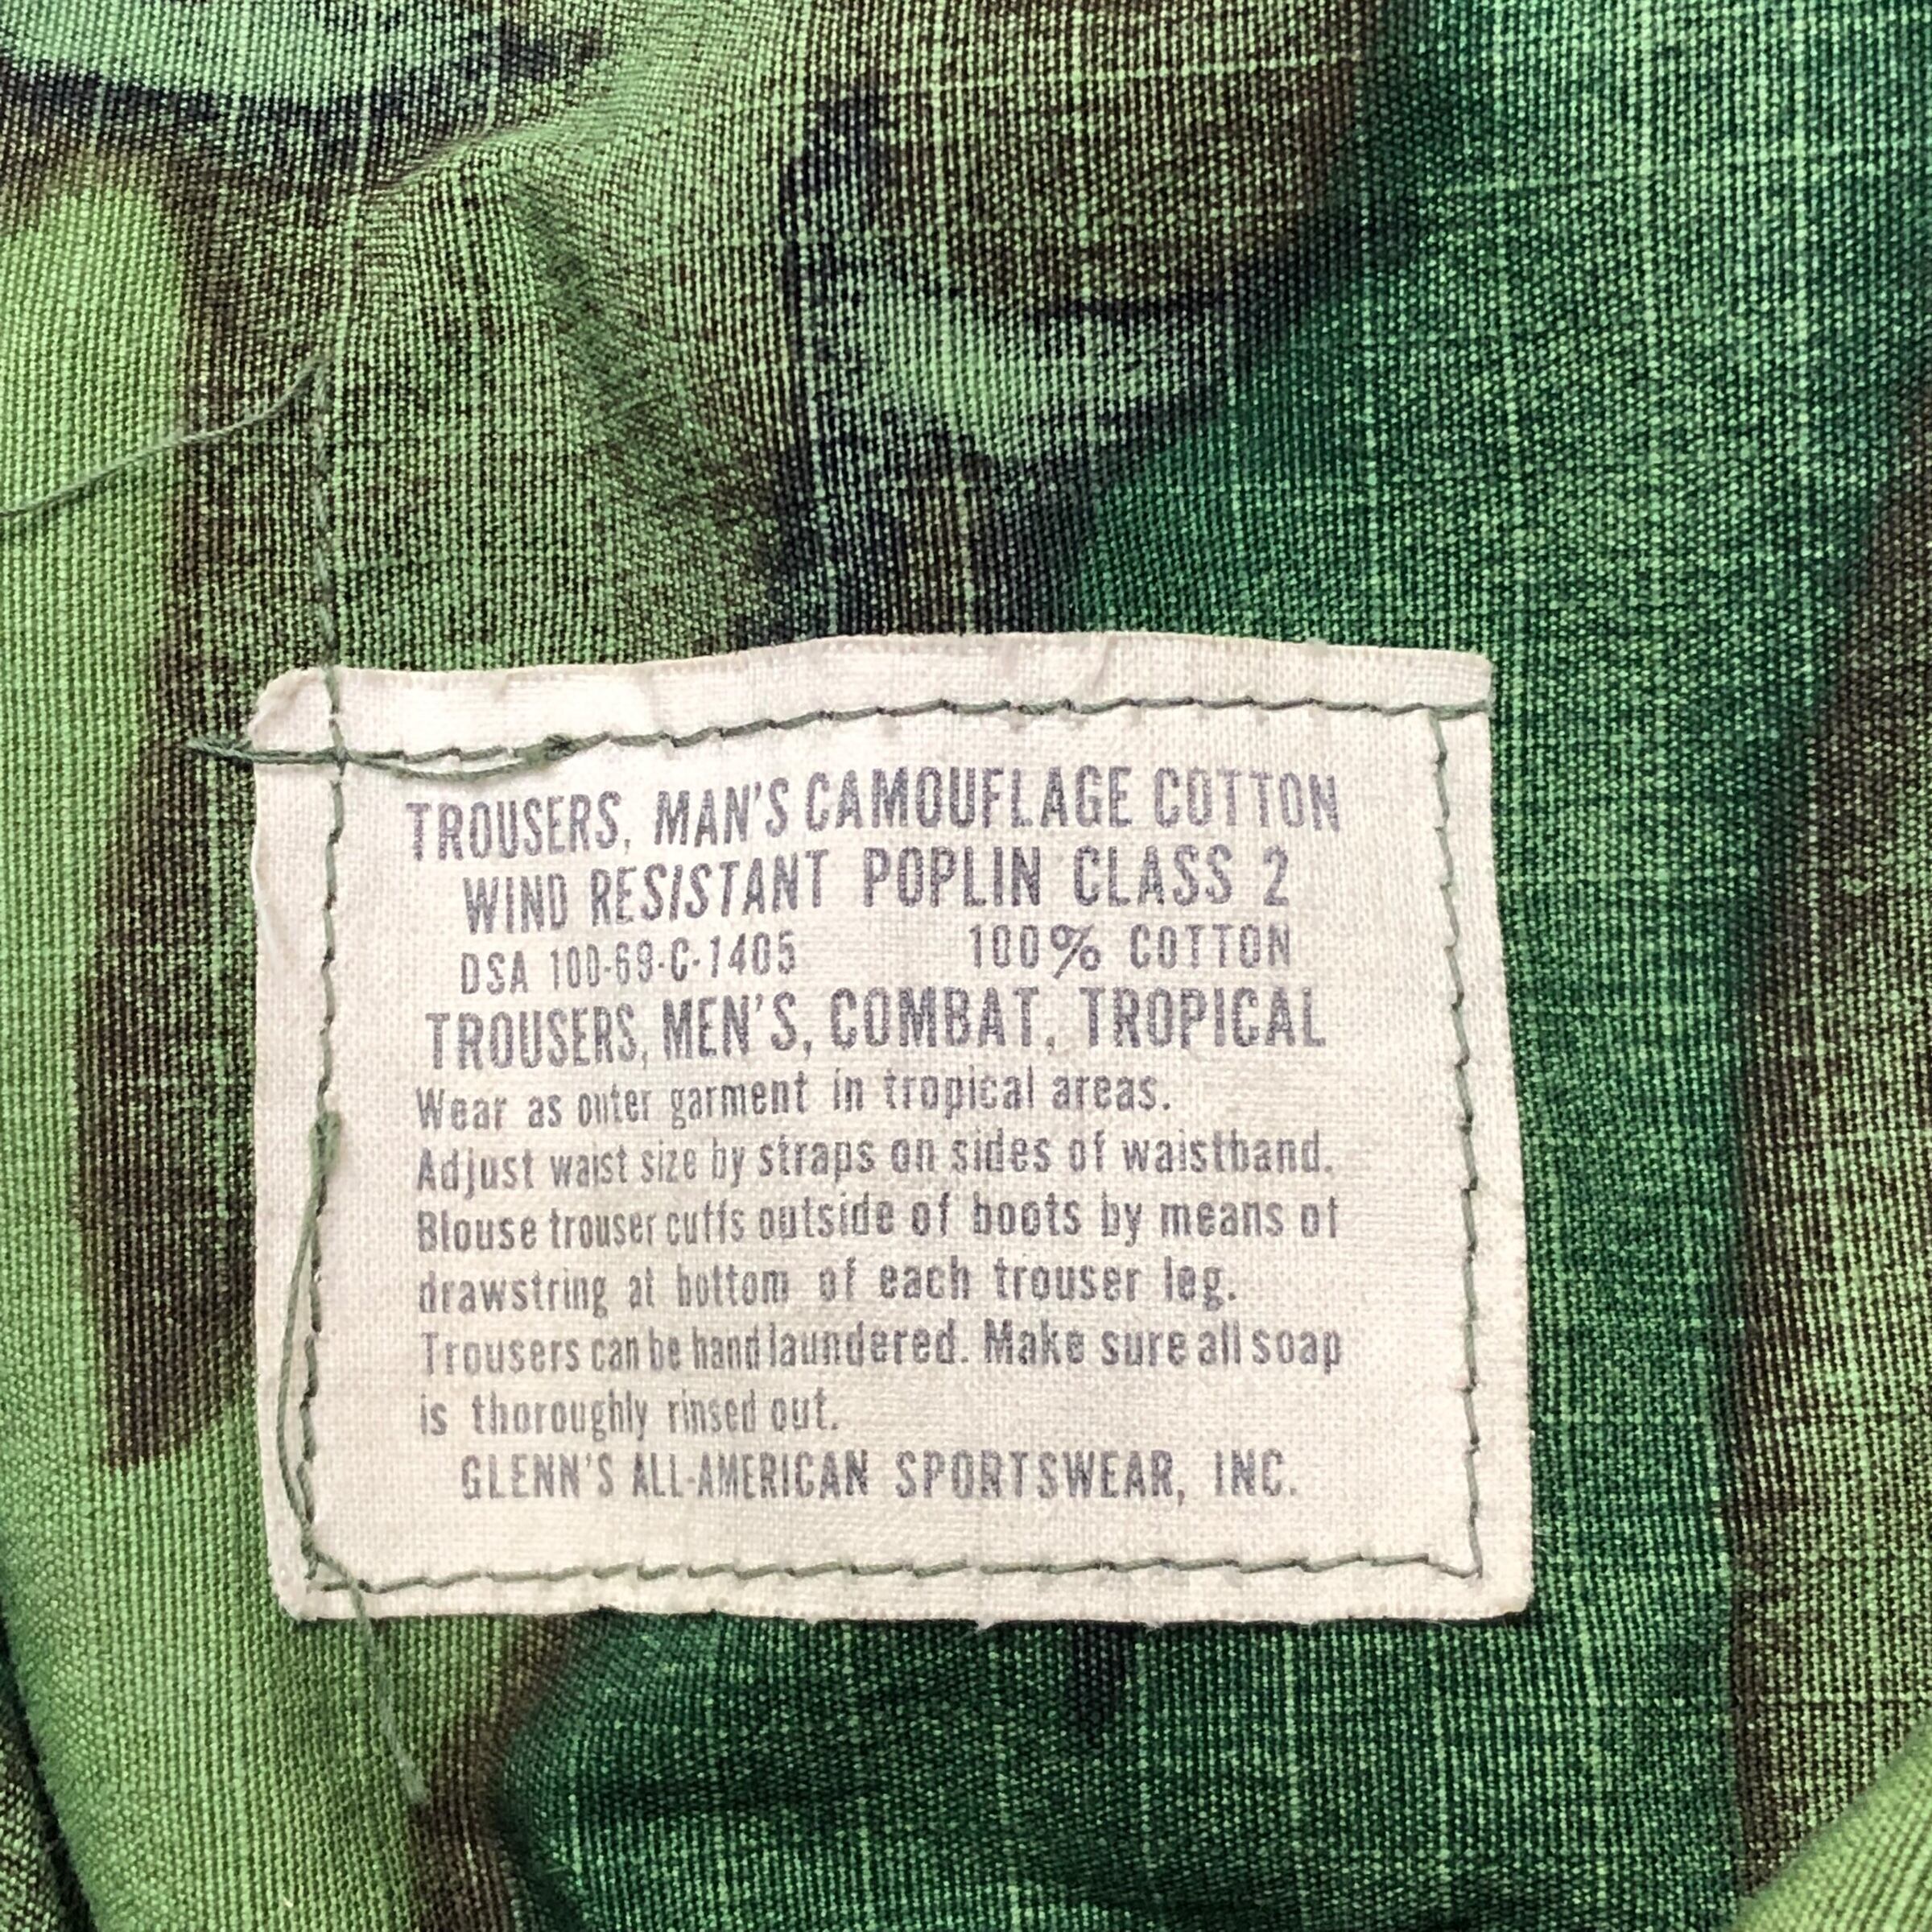 TROUSERS, MAN'S CAMOUFLAGE COTTON
WIND RESISTANT POPLIN CLASS 2
DSA 100-69-C-1405 100% COTTON
TROUSERS, MEN'S, COMBAT, TROPICAL
Wear as outer garment in tropical areas.
Adjust waist size by straps on sides of waistband.
Blouse trouser cuffs outside of boots by means of
drawstring at bottom of each trouser leg.
Trousers can be hand laundered. Make sure all soap
is thoroughly rinsed out.
GLENN'S ALL-AMERICAN SPORTSWEAR, INC.